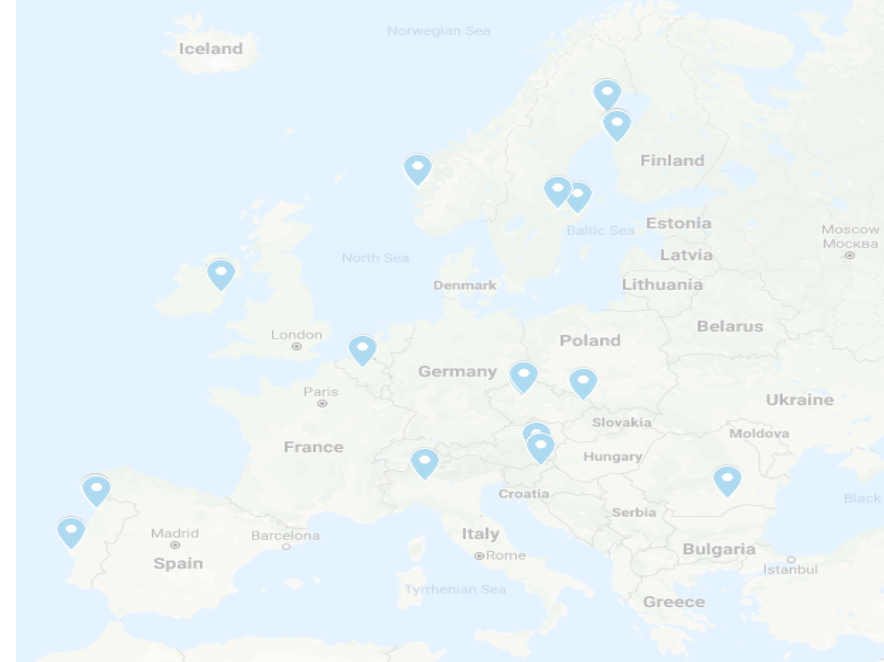 Norwegian Sea
Iceland
Finland
Estonia
Moscow
Москва
Baltic Sea
Latvia
North Sea
Denmark
Lithuania
Belarus
London
Poland
Germany
Paris
Ukraine
Slovakia
Moldova
France
Hungary
Croatia
Black
Serbia
Madrid
Barcelona
Italy
Bulgaria
Rome
Spain
İstanbul
Tyrrhenian Sea
Greece